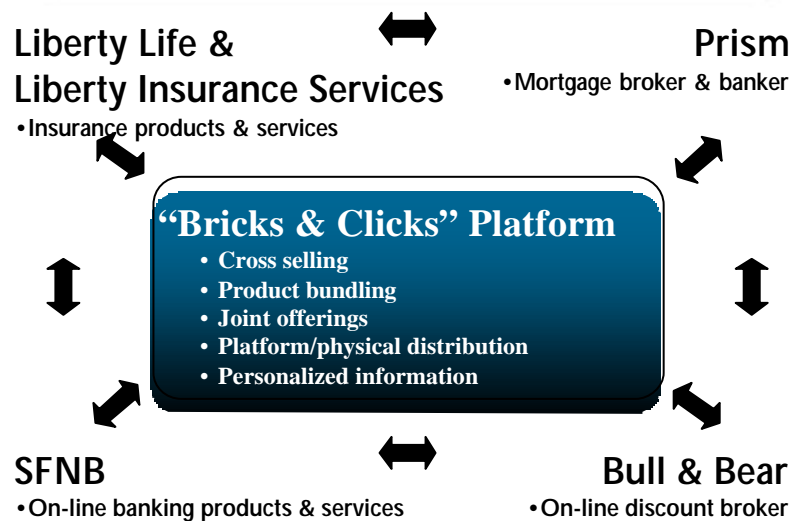 Liberty Life &
Liberty Insurance Services
•Insurance products & services
Prism
•Mortgage broker & banker
“Bricks & Clicks” Platform
• Cross selling
• Product bundling
• Joint offerings
• Platform/physical distribution
• Personalized information
SFNB
•On-line banking products & services
Bull & Bear
•On-line discount broker